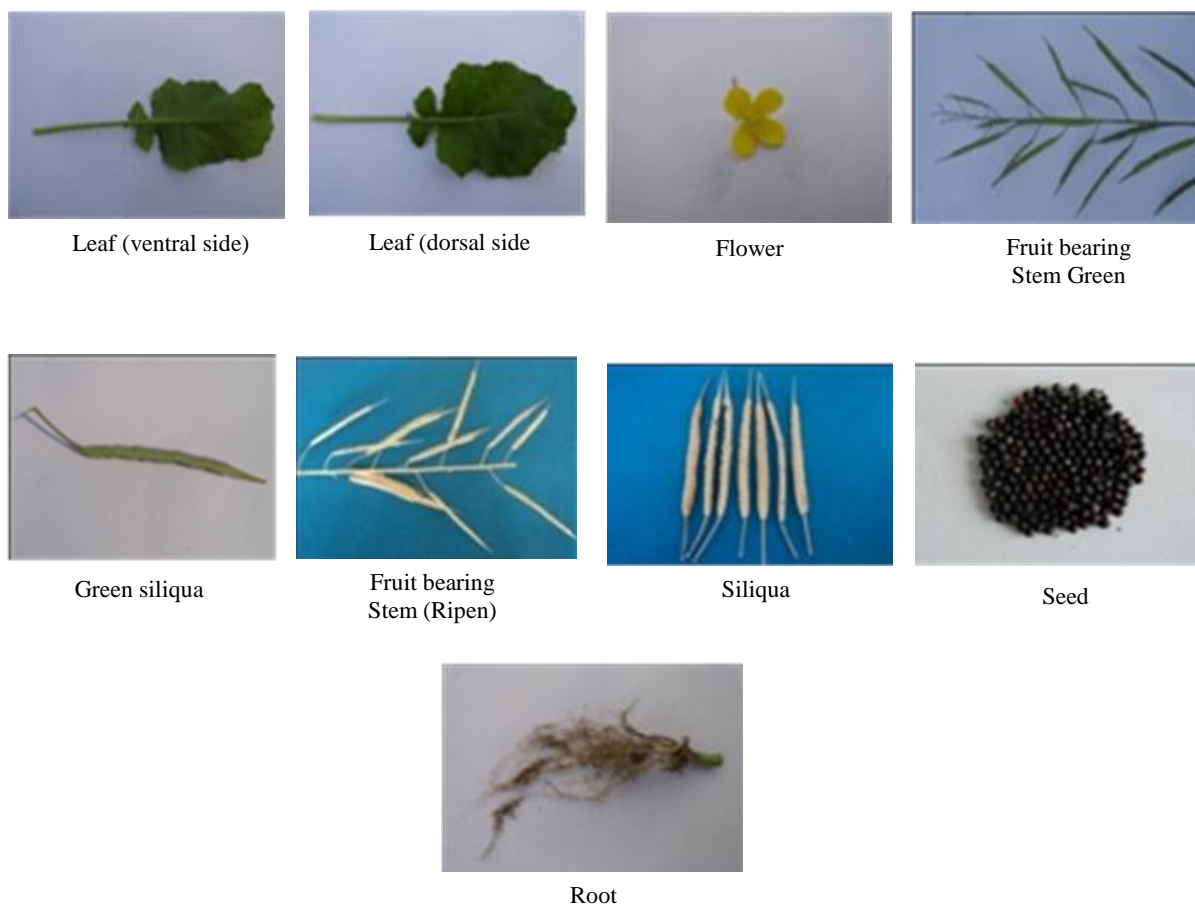 Leaf (ventral side)
Leaf (dorsal side
Flower
Fruit bearing
Stem Green
Green siliqua
Fruit bearing
Stem (Ripen)
Siliqua
Seed
Root